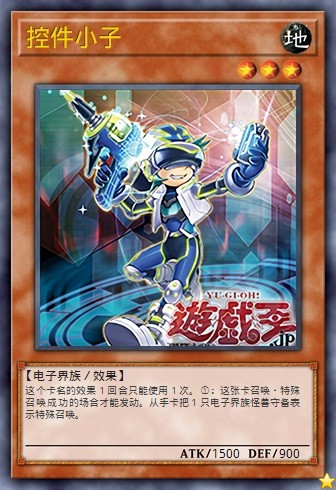 控件小子
地
YU-GI-OH!
遊戯王
JP
【电子界族／效果】
这个卡名的效果1回合只能使用1次。①：这张卡召唤·特殊
召唤成功的场合才能发动。从手卡把1只电子界族怪兽守备表
示特殊召唤。
ATK/1500 DEF/900